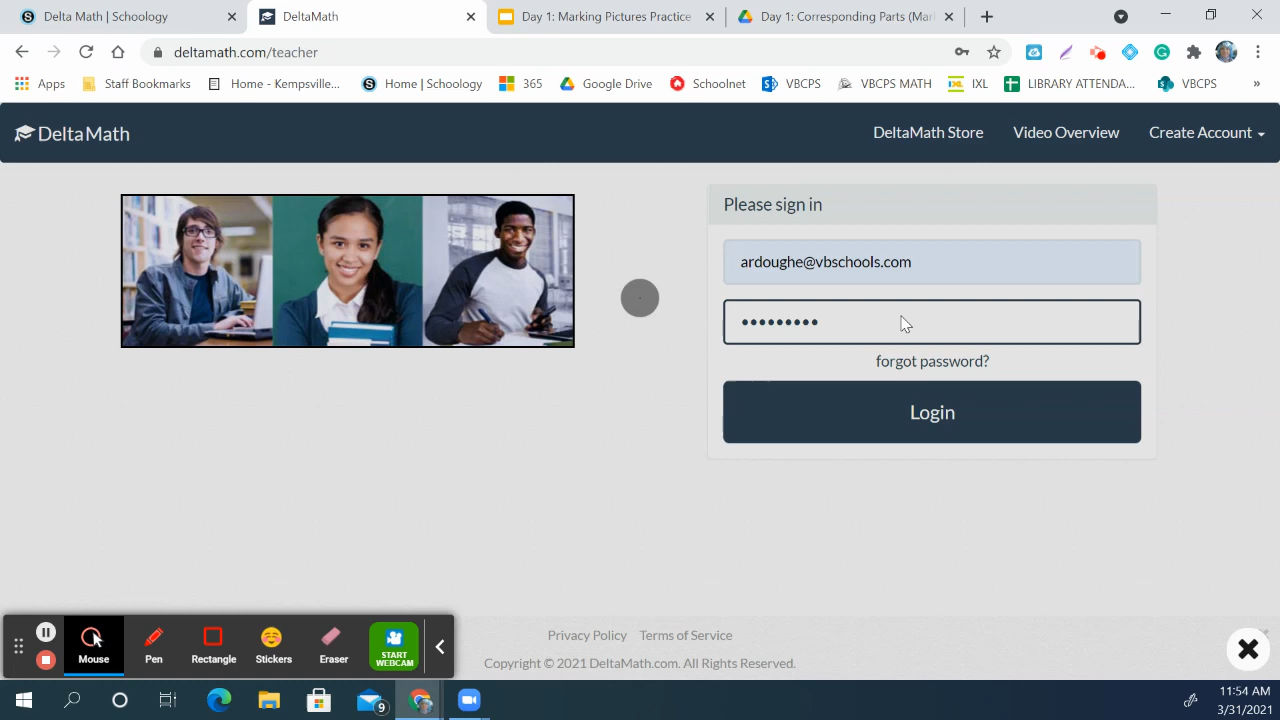 Delta Math | Schoology
DeltaMath
Day 1: Marking Pictures Practice
Day 1: Corresponding Parts (Mar
deltamath.com/teacher
Apps
Staff Bookmarks
Home - Kempsville...
Home | Schoology
365
Google Drive
Schoolnet
VBCPS
VBCPS MATH
IXL
LIBRARY ATTENDA...
VBCPS
»
DeltaMath
DeltaMath Store
Video Overview
Create Account
Please sign in
ardoughe@vbschools.com
•••••••••
forgot password?
Login
Mouse
Pen
Rectangle
Stickers
Eraser
START
WEBCAM
Privacy Policy
Terms of Service
Copyright © 2021 DeltaMath.com. All Rights Reserved.
9
11:54 AM
3/31/2021